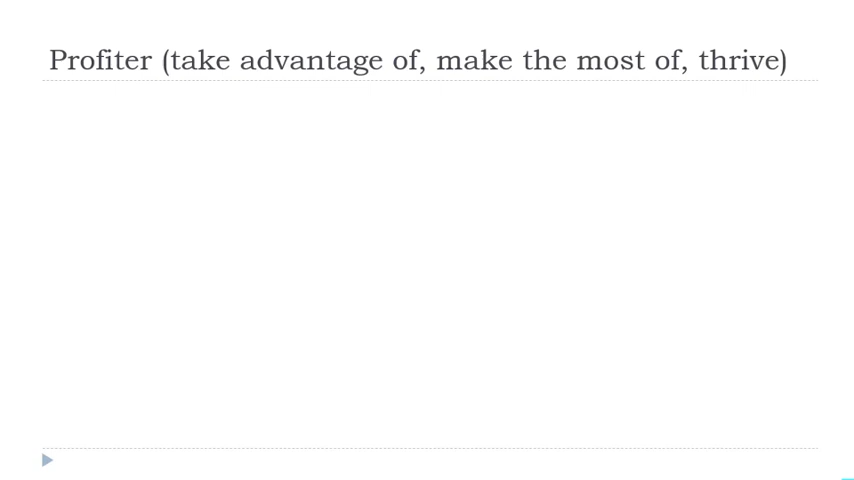 Profiter (take advantage of, make the most of, thrive)